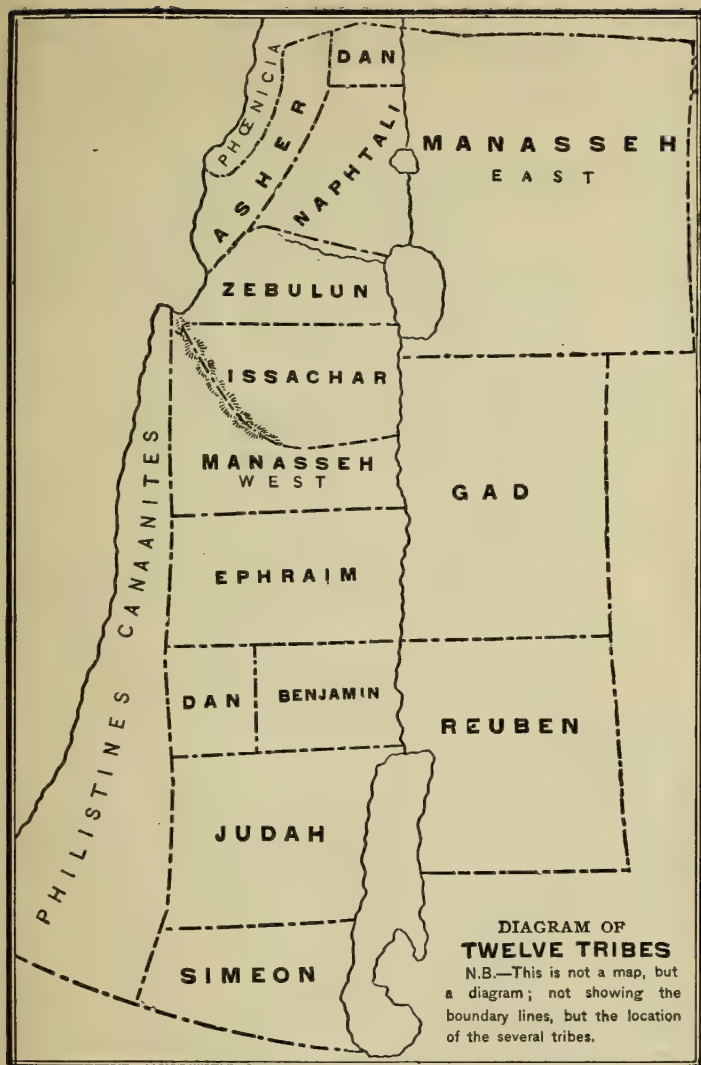 PHŒNICIA
DAN
ASHER
NAPHTALI
MANASSEH
EAST
ZEBULUN
ISSACHAR
MANASSEH
WEST
GAD
CANAANITES
EPHRAIM
DAN
BENJAMIN
REUBEN
PHILISTINES
JUDAH
SIMEON
DIAGRAM OF
TWELVE TRIBES
N.B.—This is not a map, but
a diagram; not showing the
boundary lines, but the location
of the several tribes.